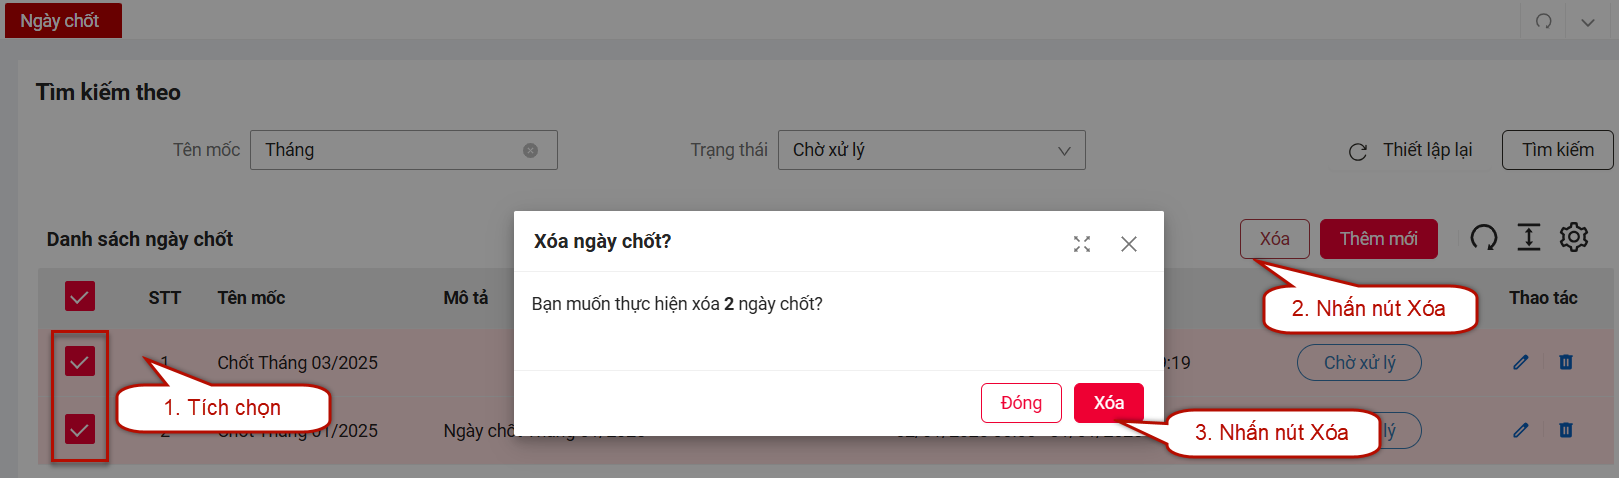 Ngày chốt
Tìm kiếm theo
Tên mốc Tháng Trạng thái Chờ xử lý Thiết lập lại Tìm kiếm
Danh sách ngày chốt Xóa Thêm mới
Xóa ngày chốt?
STT Tên mốc Mô tả Thao tác
Bạn muốn thực hiện xóa 2 ngày chốt?
2. Nhấn nút Xóa
1 Chốt Tháng 03/2025 :19 Chờ xử lý
1. Tích chọn
Đóng Xóa
2 Chốt Tháng 01/2025 Ngày chốt Tháng lý
3. Nhấn nút Xóa